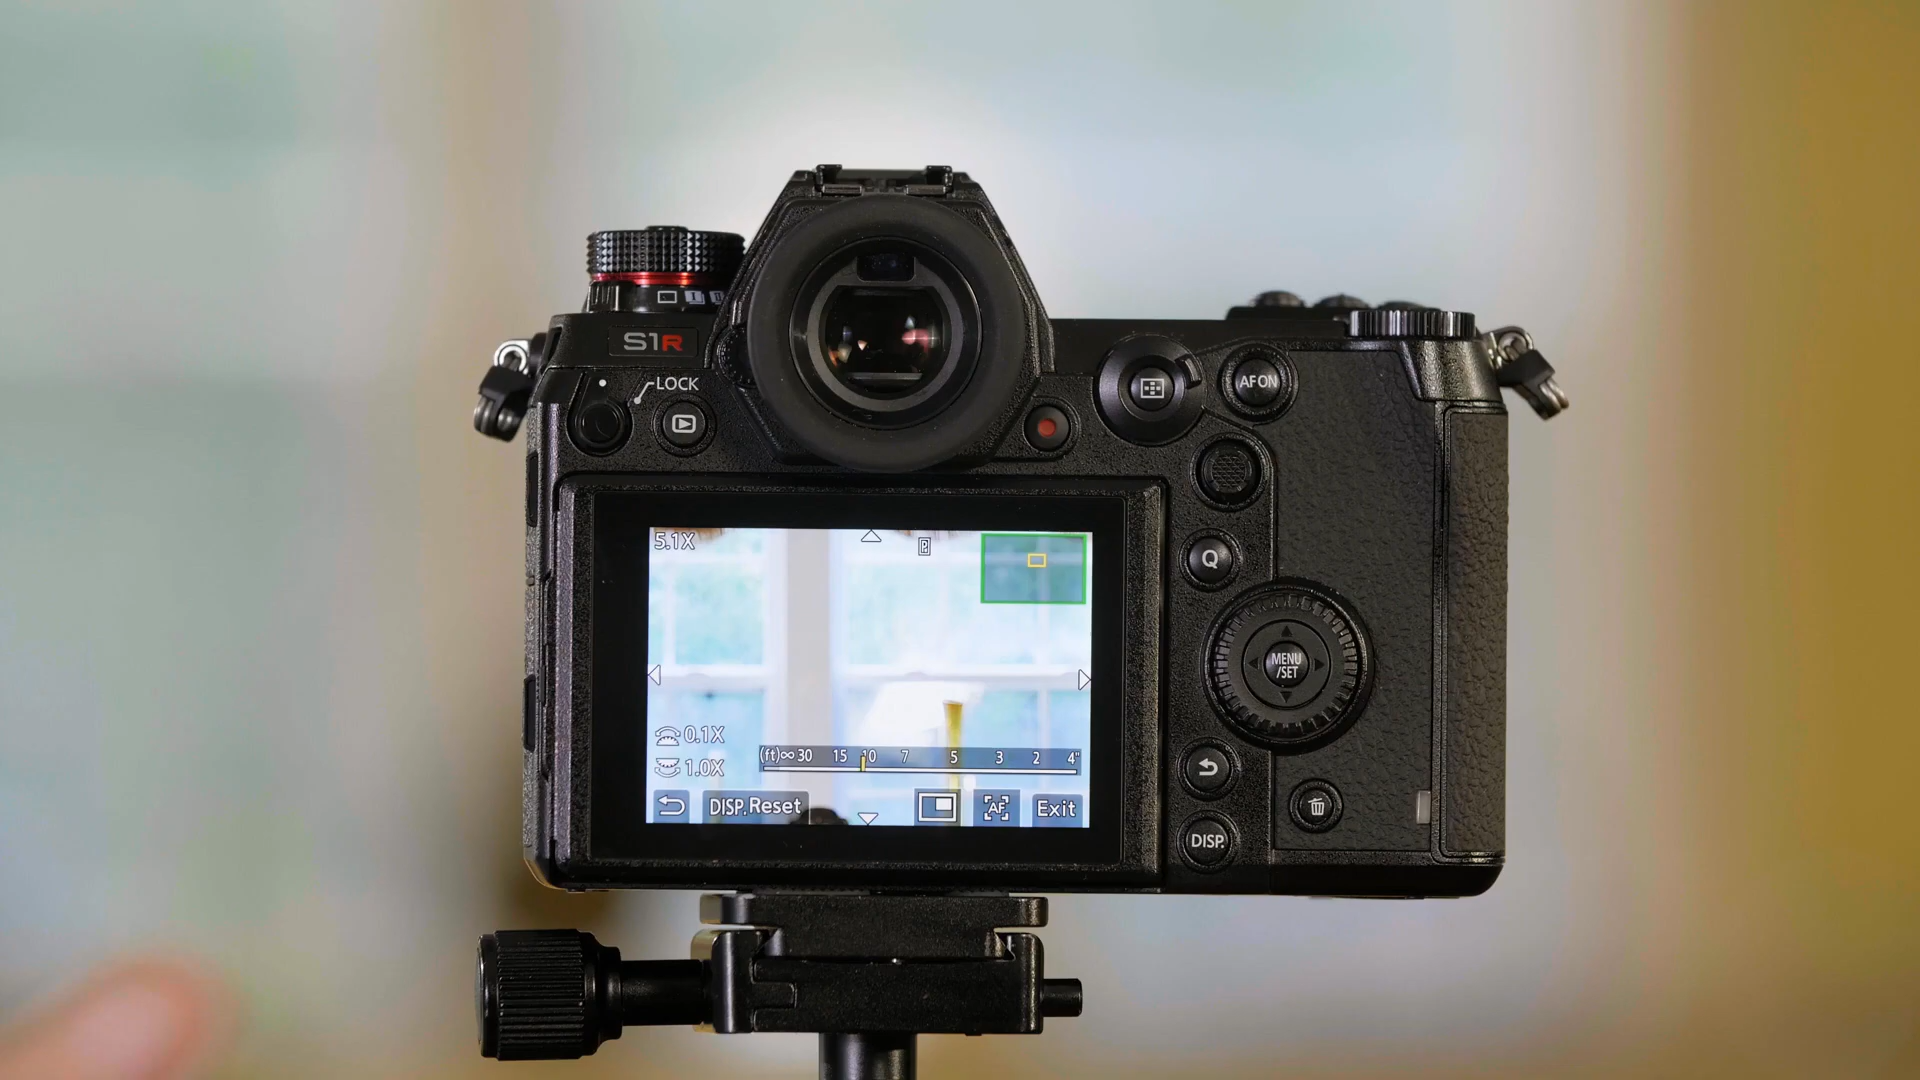 S1R
LOCK
AF ON
Q
MENU
/SET
DISP.
5.1X
0.1X
1.0X
(ft)∞ 30 15 10 7 5 3 2 4"
DISP. Reset
AF
Exit